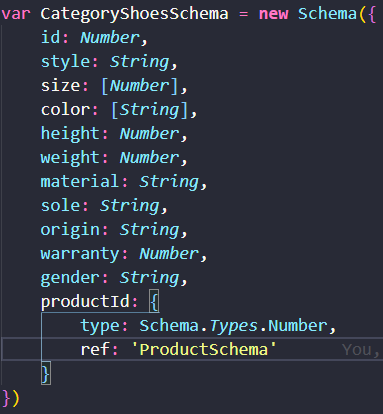 var CategoryShoesSchema = new Schema({
    id: Number,
    style: String,
    size: [Number],
    color: [String],
    height: Number,
    weight: Number,
    material: String,
    sole: String,
    origin: String,
    warranty: Number,
    gender: String,
    productId: {
        type: Schema.Types.Number,
        ref: 'ProductSchema' You,
    }
})